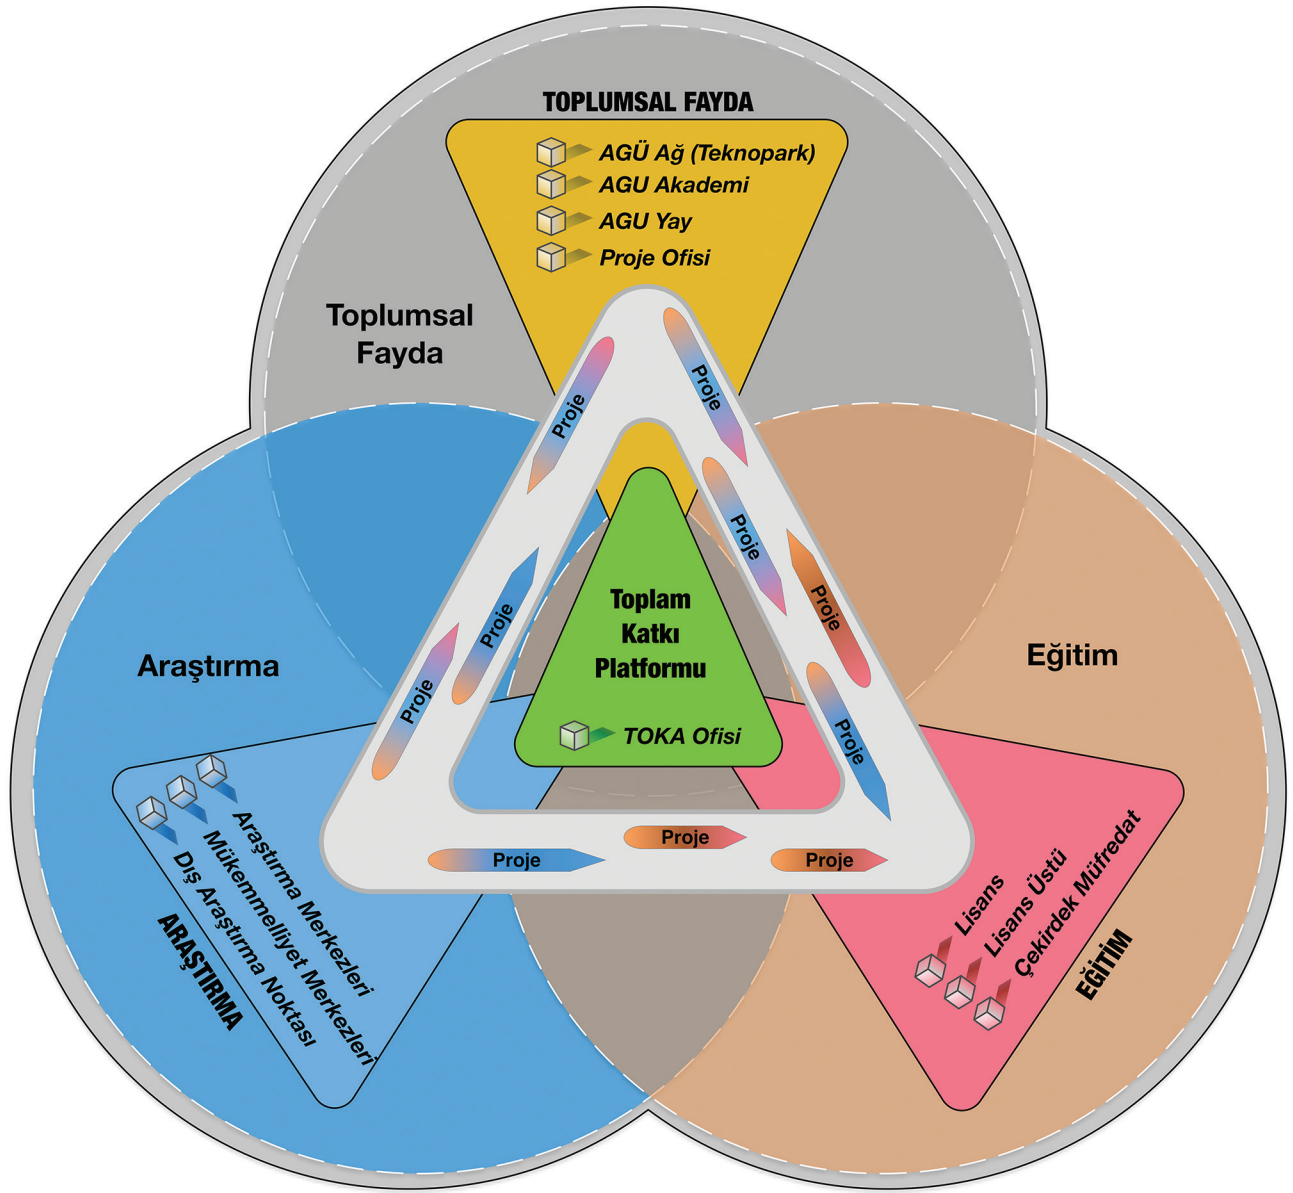 TOPLUMSAL FAYDA
AGÜ Ağ (Teknopark)
AGU Akademi
AGU Yay
Proje Ofisi
Toplumsal
Fayda
Proje
Proje
Proje
Proje
Proje
Proje
Proje
Toplam
Katkı
Platformu
TOKA Ofisi
Araştırma
Eğitim
Proje
Proje
Proje
Proje
Araştırma Merkezleri
Mükemmelliyet Merkezleri
Dış Araştırma Noktası
ARAŞTIRMA
Lisans
Lisans Üstü
Çekirdek Müfredat
EĞİTİM